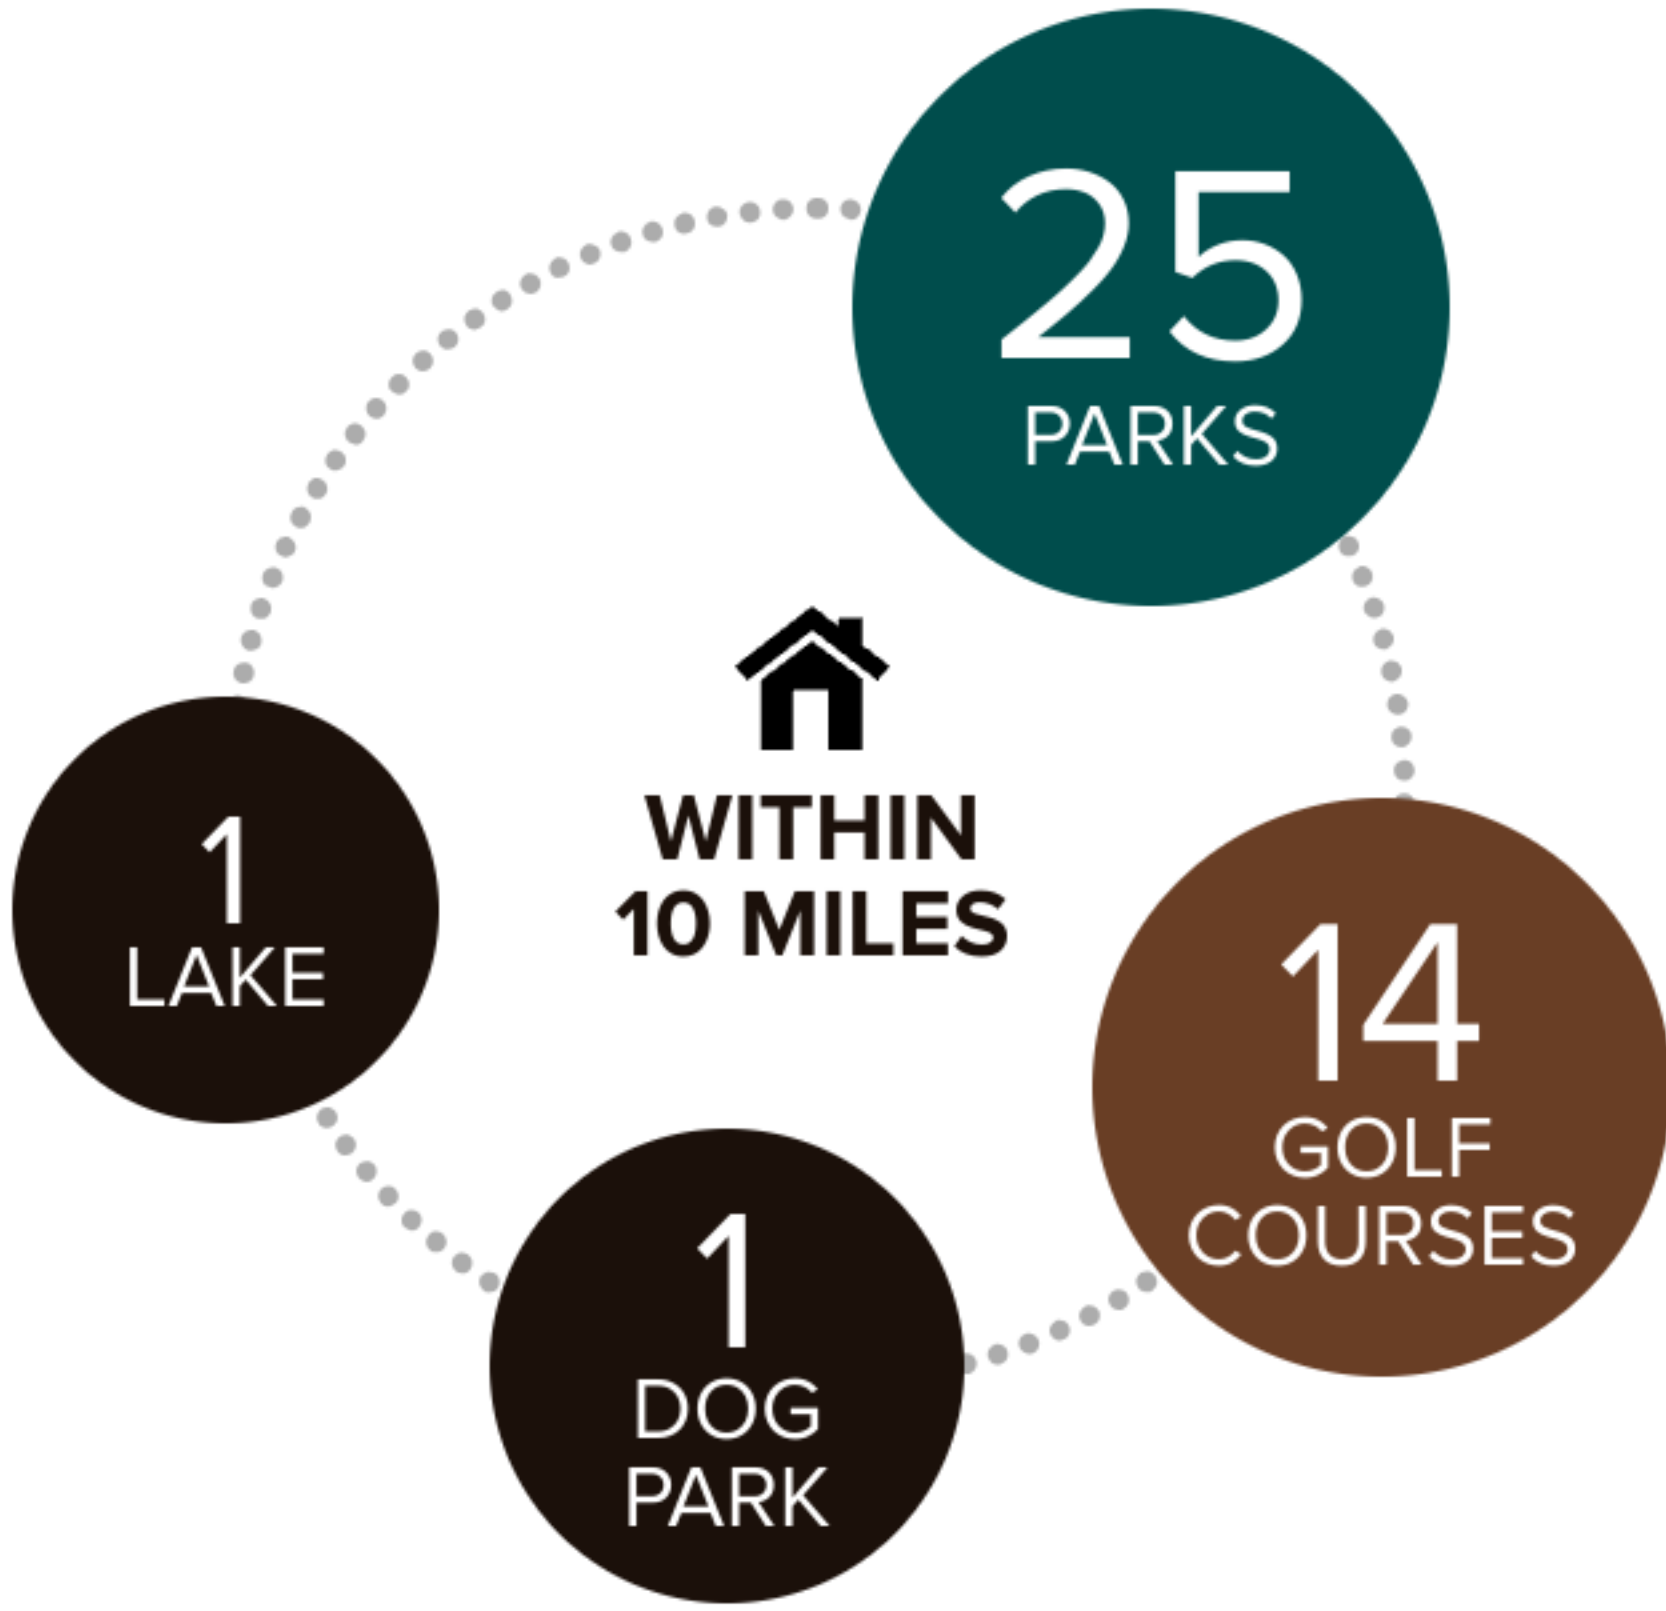 25
PARKS
WITHIN
10 MILES
1
LAKE
14
GOLF
COURSES
1
DOG
PARK